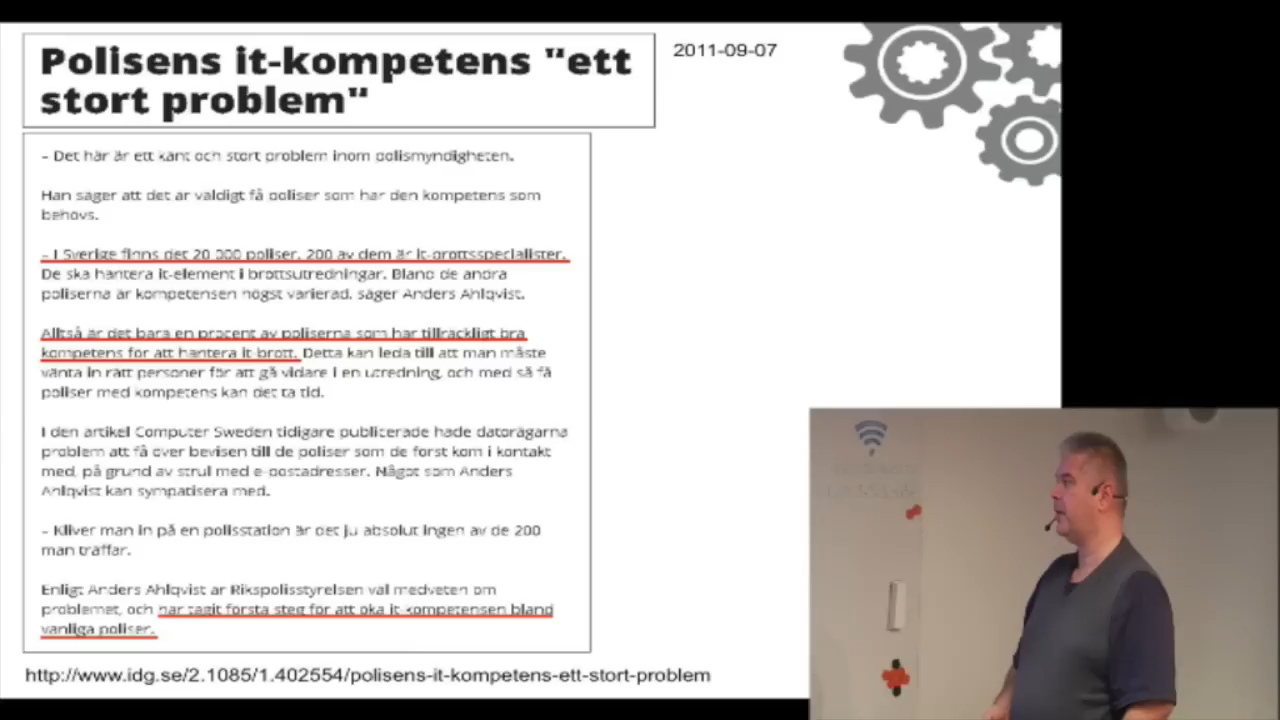 Polisens it-kompetens "ett
stort problem"
2011-09-07
– Det här är ett känt och stort problem inom polismyndigheten.
Han säger att det är väldigt få poliser som har den kompetens som
behövs.
– I Sverige finns det 20 000 poliser, 200 av dem är it-brottsspecialister.
De ska hantera it-element i brottsutredningar. Bland de andra
poliserna är kompetensen högst varierad, säger Anders Ahlqvist.
Alltså är det bara en procent av poliserna som har tillräckligt bra
kompetens för att hantera it-brott. Detta kan leda till att man måste
vänta in rätt personer för att gå vidare i en utredning, och med så få
poliser med kompetens kan det ta tid.
I den artikel Computer Sweden tidigare publicerade hade datorägarna
problem att få över bevisen till de poliser som de först kom i kontakt
med, på grund av strul med e-postadresser. Något som Anders
Ahlqvist kan sympatisera med.
– Kliver man in på en polisstation är det ju absolut ingen av de 200
man träffar.
Enligt Anders Ahlqvist är Rikspolisstyrelsen väl medveten om
problemet, och har tagit första steg för att öka it-kompetensen bland
vanliga poliser.
http://www.idg.se/2.1085/1.402554/polisens-it-kompetens-ett-stort-problem